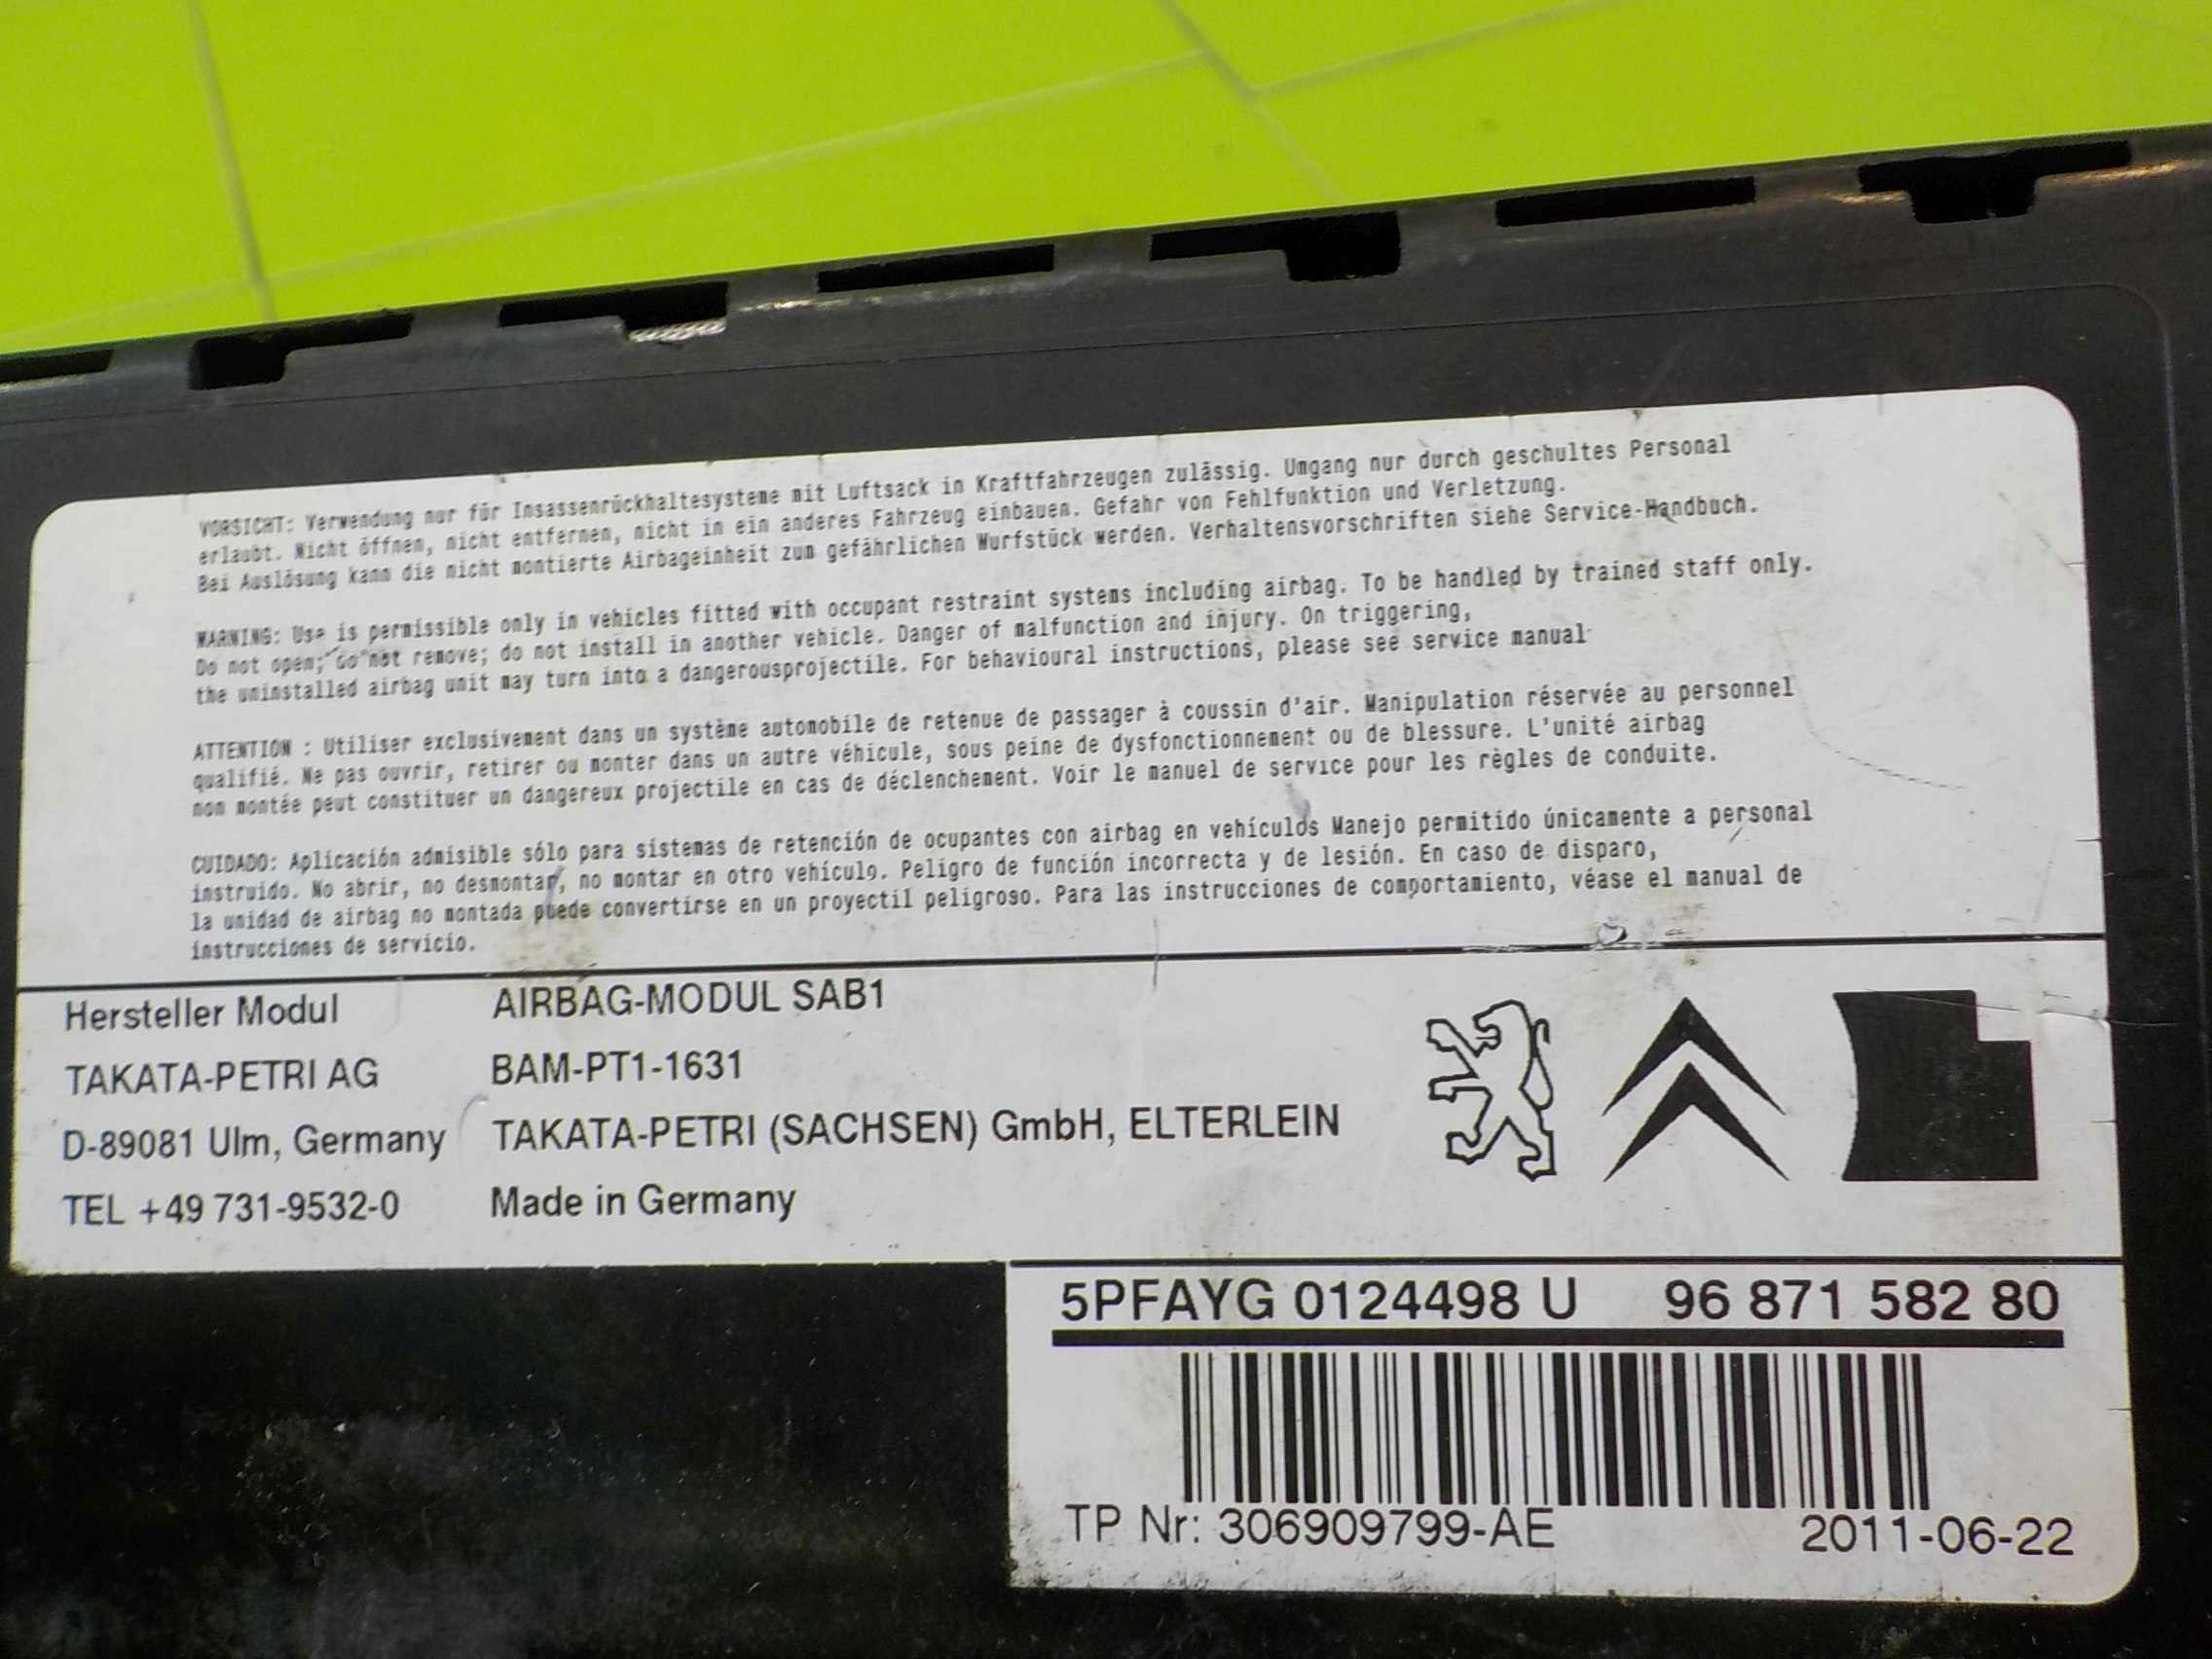 VORSICHT: Verwendung nur für Insassenrückhaltesysteme mit Luftsack in Kraftfahrzeugen zulässig. Umgang nur durch geschultes Personal
erlaubt. Nicht öffnen, nicht entfernen, nicht in ein anderes Fahrzeug einbauen. Gefahr von Fehlfunktion und Verletzung.
Bei Auslösung kann die nicht montierte Airbageinheit zum gefährlichen Wurfstück werden. Verhaltensvorschriften siehe Service-Handbuch.
WARNING: Use is permissible only in vehicles fitted with occupant restraint systems including airbag. To be handled by trained staff only.
Do not open; do not remove; do not install in another vehicle. Danger of malfunction and injury. On triggering,
the uninstalled airbag unit may turn into a dangerousprojectile. For behavioural instructions, please see service manual
ATTENTION : Utiliser exclusivement dans un système automobile de retenue de passager à coussin d'air. Manipulation réservée au personnel
qualifié. Ne pas ouvrir, retirer ou monter dans un autre véhicule, sous peine de dysfonctionnement ou de blessure. L'unité airbag
non montée peut constituer un dangereux projectile en cas de déclenchement. Voir le manuel de service pour les règles de conduite.
CUIDADO: Aplicación admisible sólo para sistemas de retención de ocupantes con airbag en vehículos Manejo permitido únicamente a personal
instruido. No abrir, no desmontar, no montar en otro vehículo. Peligro de función incorrecta y de lesión. En caso de disparo,
la unidad de airbag no montada puede convertirse en un proyectil peligroso. Para las instrucciones de comportamiento, véase el manual de
instrucciones de servicio.
Hersteller Modul AIRBAG-MODUL SAB1
TAKATA-PETRI AG BAM-PT1-1631
D-89081 Ulm, Germany TAKATA-PETRI (SACHSEN) GmbH, ELTERLEIN
TEL +49 731-9532-0 Made in Germany
5PFAYG 0124498 U 96 871 582 80
TP Nr: 306909799-AE 2011-06-22